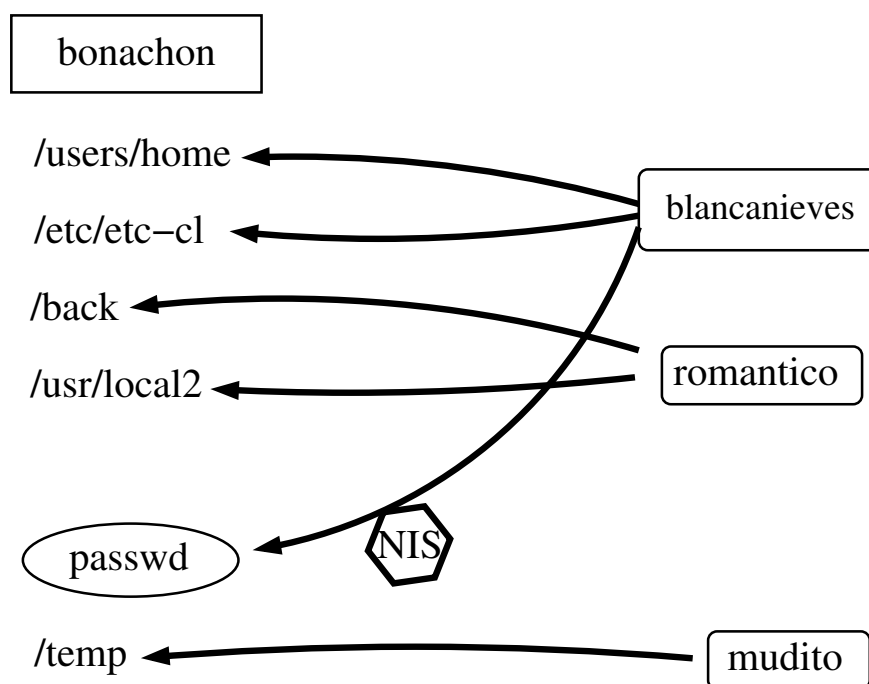 bonachon
/users/home
blancanieves
/etc/etc−cl
/back
/usr/local2
romantico
passwd
NIS
/temp
mudito